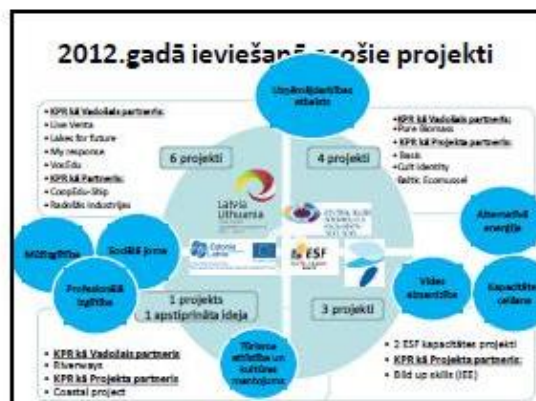 2012.gadā ieviešanā esošie projekti
Uzņēmējdarbības atbalsts
• KPR kā Vadošais partneris:
• Live Venta
• Lakes for future
• My response
• VocEdu
• KPR kā Partneris:
• CoopEdu-Ship
• Radošās industrijas
6 projekti
4 projekti
• KPR kā Vadošais partneris:
• Pure Biomass
• KPR kā Projekta partneris:
• Basis
• Cult identity
Baltic Ecomussel
Latvia
Lithuania
Estonia
Latvia
ESF
Mūžizglītība
Sociālā joma
Profesionālā izglītība
Alternatīvā enerģija
Vides aizsardzība
Kapacitātes celšana
1 projekts
1 apstiprināta ideja
3 projekti
Tūrisma attīstība un kultūras mantojums
• KPR kā Vadošais partneris
• Riverways
• KPR kā Projekta partneris
• Coastal project
• 2 ESF kapacitātes projekti
• KPR kā Projekta partneris:
• Bild up skills (IEE)